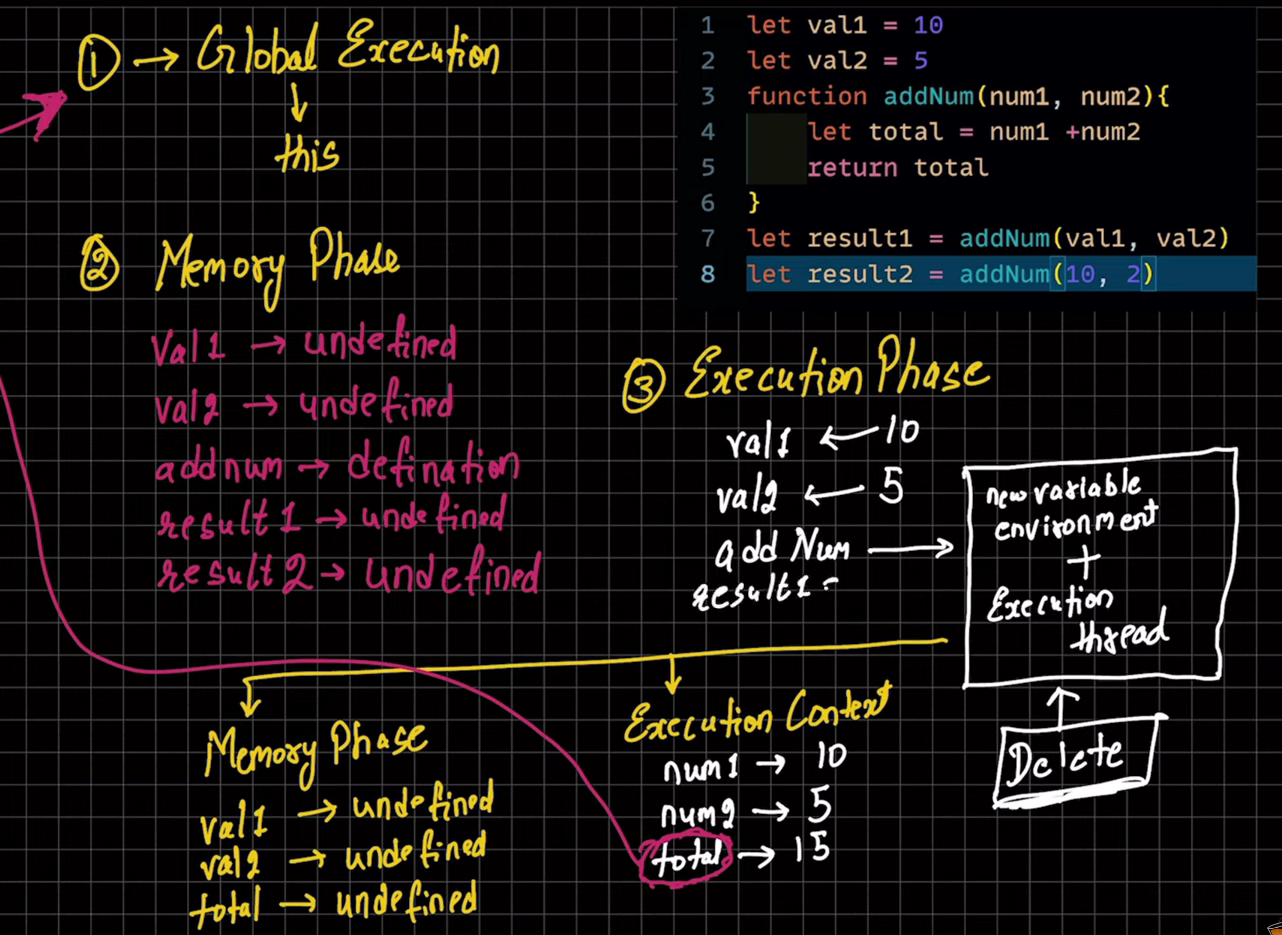 ① → Global Execution
↓
this
1 let val1 = 10
2 let val2 = 5
3 function addNum(num1, num2){
4 let total = num1 +num2
5 return total
6 }
7 let result1 = addNum(val1, val2)
8 let result2 = addNum(10, 2)
② Memory Phase
Val1 → undefined
val2 → undefined
addnum → defination
result1 → undefined
result2 → undefined
③ Execution Phase
val1 ← 10
val2 ← 5
add Num →
result1 =
new variable
environment
+
Execution
thread
Delete
Memory Phase
val1 → undefined
val2 → undefined
total → undefined
Execution Context
num1 → 10
num2 → 5
total → 15